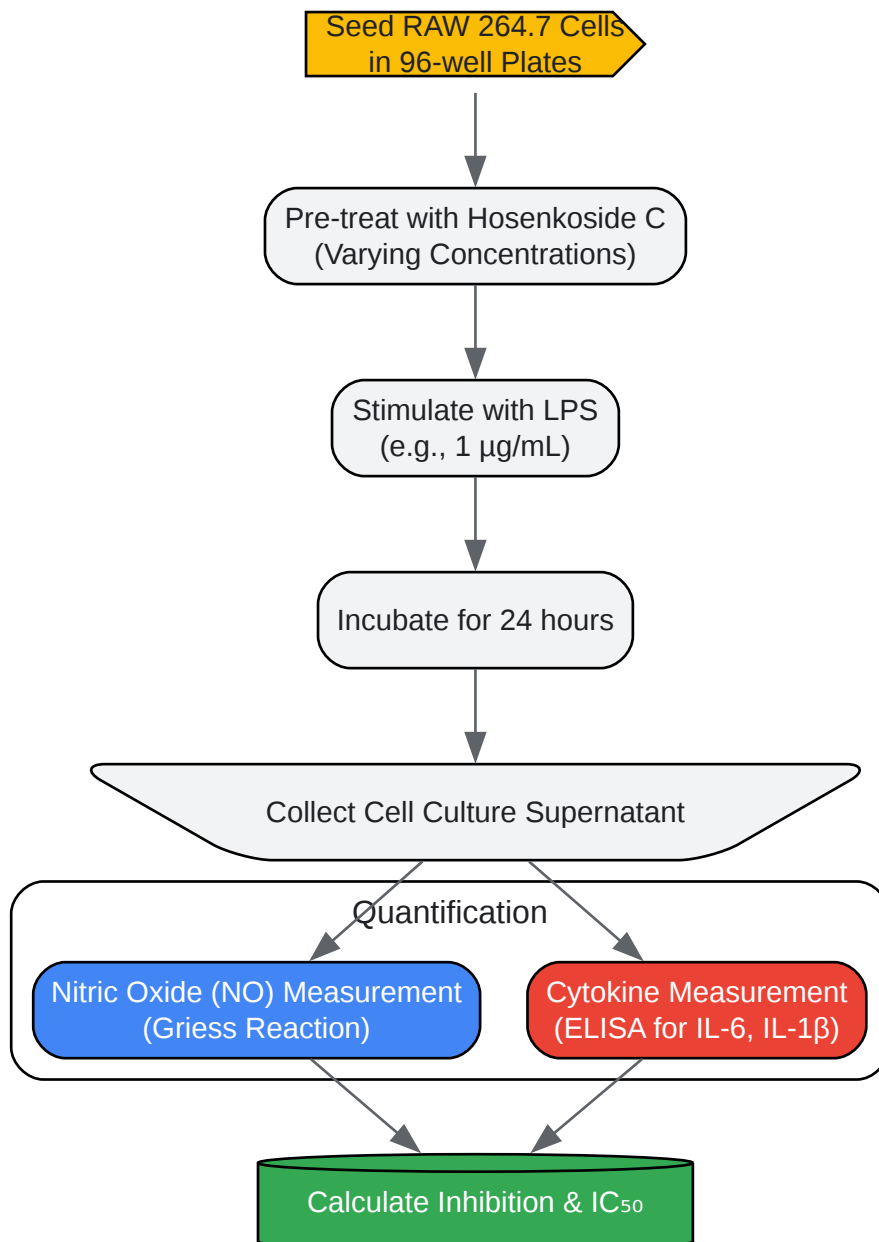 Seed RAW 264.7 Cells
in 96-well Plates
Pre-treat with Hosenkoside C
(Varying Concentrations)
Stimulate with LPS
(e.g., 1 µg/mL)
Incubate for 24 hours
Collect Cell Culture Supernatant
Quantification
Nitric Oxide (NO) Measurement
(Griess Reaction)
Cytokine Measurement
(ELISA for IL-6, IL-1β)
Calculate Inhibition & IC₅₀